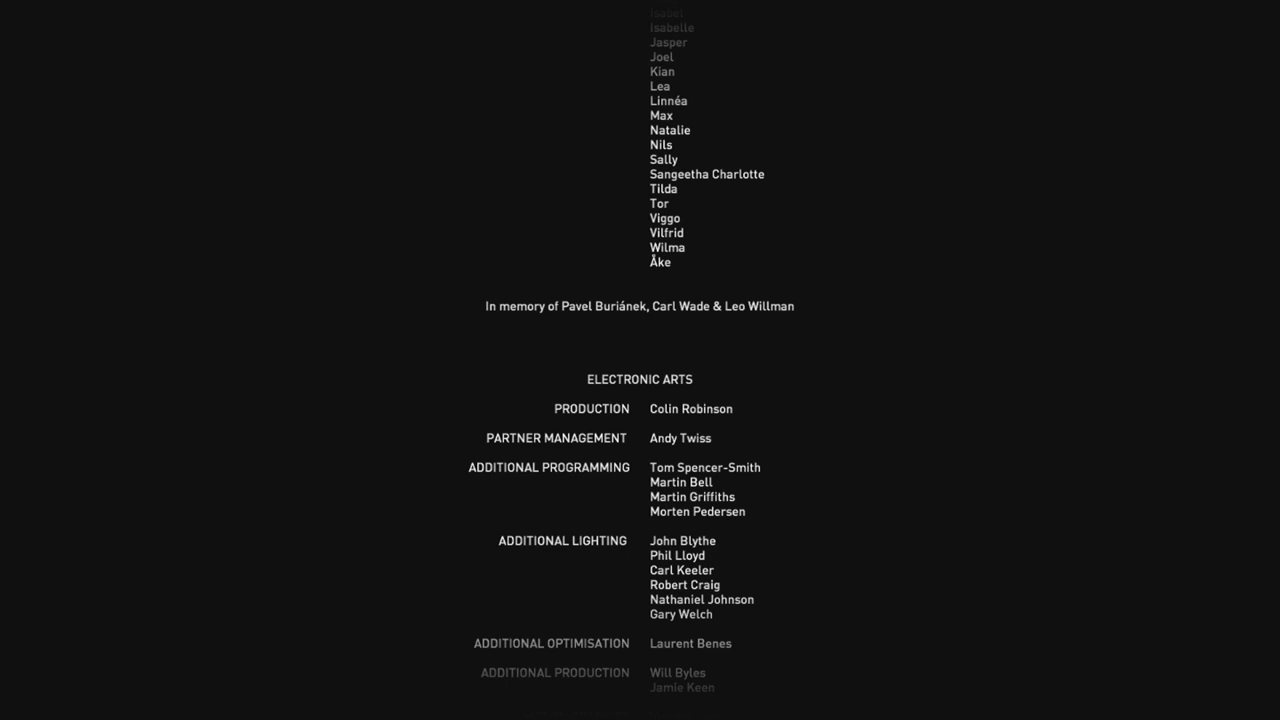 Isabel
Isabelle
Jasper
Joel
Kian
Lea
Linnéa
Max
Natalie
Nils
Sally
Sangeetha Charlotte
Tilda
Tor
Viggo
Vilfrid
Wilma
Åke
In memory of Pavel Buriánek, Carl Wade & Leo Willman
ELECTRONIC ARTS
PRODUCTION Colin Robinson
PARTNER MANAGEMENT Andy Twiss
ADDITIONAL PROGRAMMING Tom Spencer-Smith
Martin Bell
Martin Griffiths
Morten Pedersen
ADDITIONAL LIGHTING John Blythe
Phil Lloyd
Carl Keeler
Robert Craig
Nathaniel Johnson
Gary Welch
ADDITIONAL OPTIMISATION Laurent Benes
ADDITIONAL PRODUCTION Will Byles
Jamie Keen